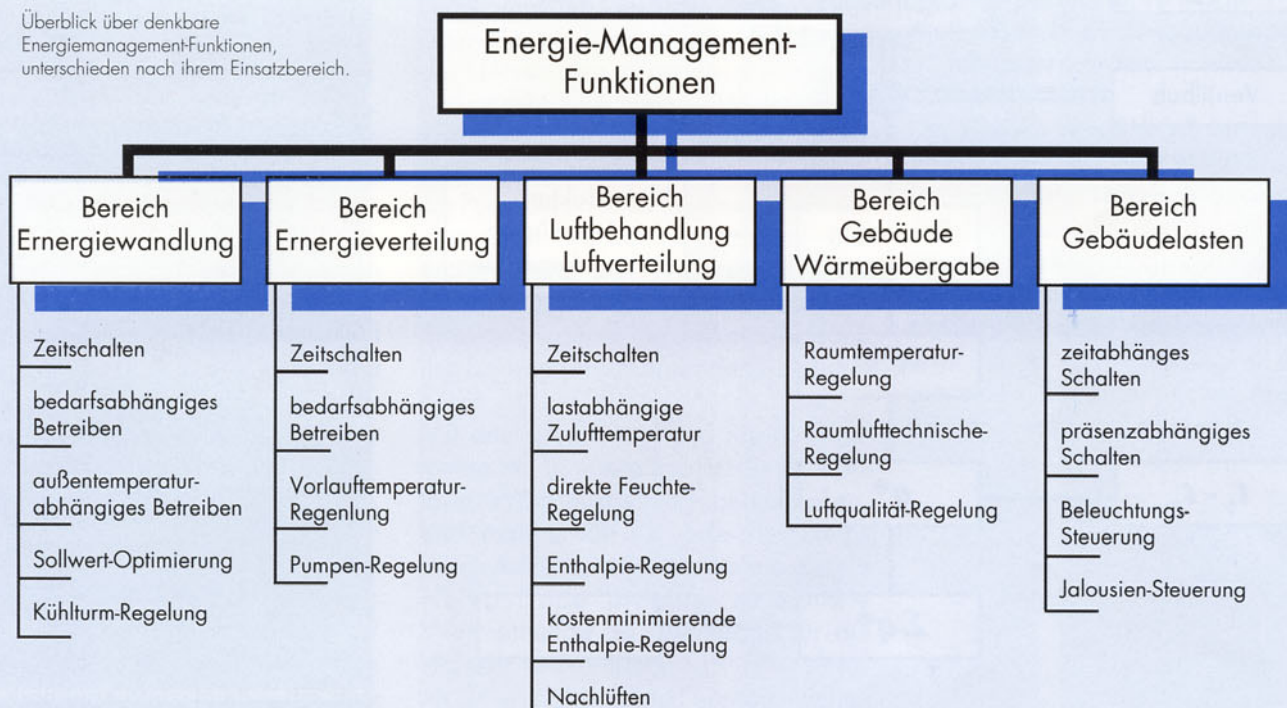 Überblick über denkbare
Energiemanagement-Funktionen,
unterschieden nach ihrem Einsatzbereich.
Energie-Management-
Funktionen
Bereich
Ernergiewandlung
Zeitschalten
bedarfsabhängiges
Betreiben
außentemperatur-
abhängiges Betreiben
Sollwert-Optimierung
Kühlturm-Regelung
Bereich
Ernergieverteilung
Zeitschalten
bedarfsabhängiges
Betreiben
Vorlauftemperatur-
Regenlung
Pumpen-Regelung
Bereich
Luftbehandlung
Luftverteilung
Zeitschalten
lastabhängige
Zulufttemperatur
direkte Feuchte-
Regelung
Enthalpie-Regelung
kostenminimierende
Enthalpie-Regelung
Nachlüften
Bereich
Gebäude
Wärmeübergabe
Raumtemperatur-
Regelung
Raumlufttechnische-
Regelung
Luftqualität-Regelung
Bereich
Gebäudelasten
zeitabhänges
Schalten
präsenzabhängiges
Schalten
Beleuchtungs-
Steuerung
Jalousien-Steuerung